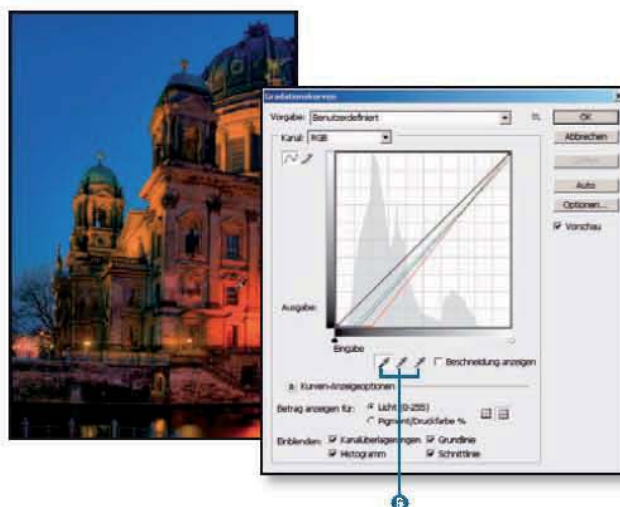 Gradationskurven
Vorgabe: Benutzerdefiniert
OK
Kanal: RGB
Abbrechen
Auto
Optionen...
Vorschau
Ausgabe:
Eingabe
Beschneidung anzeigen
Kurven-Anzeigeoptionen
Betrag anzeigen für: Licht (0-255)
Pigment/Druckfarbe %
Einblenden: Kanalüberlagerungen Grundlinie
Histogramm Schnittlinie